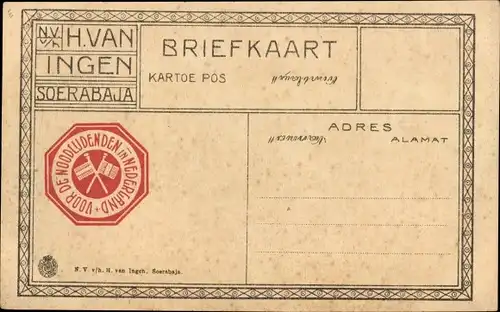 N.V. v/h H. VAN
INGEN
SOERABAJA
BRIEFKAART
KARTOE POS
VOOR DE NOODLIJDENDEN IN NEDERLAND
ADRES
ALAMAT
N. V. v/h. H. van Ingen, Soerabaja.